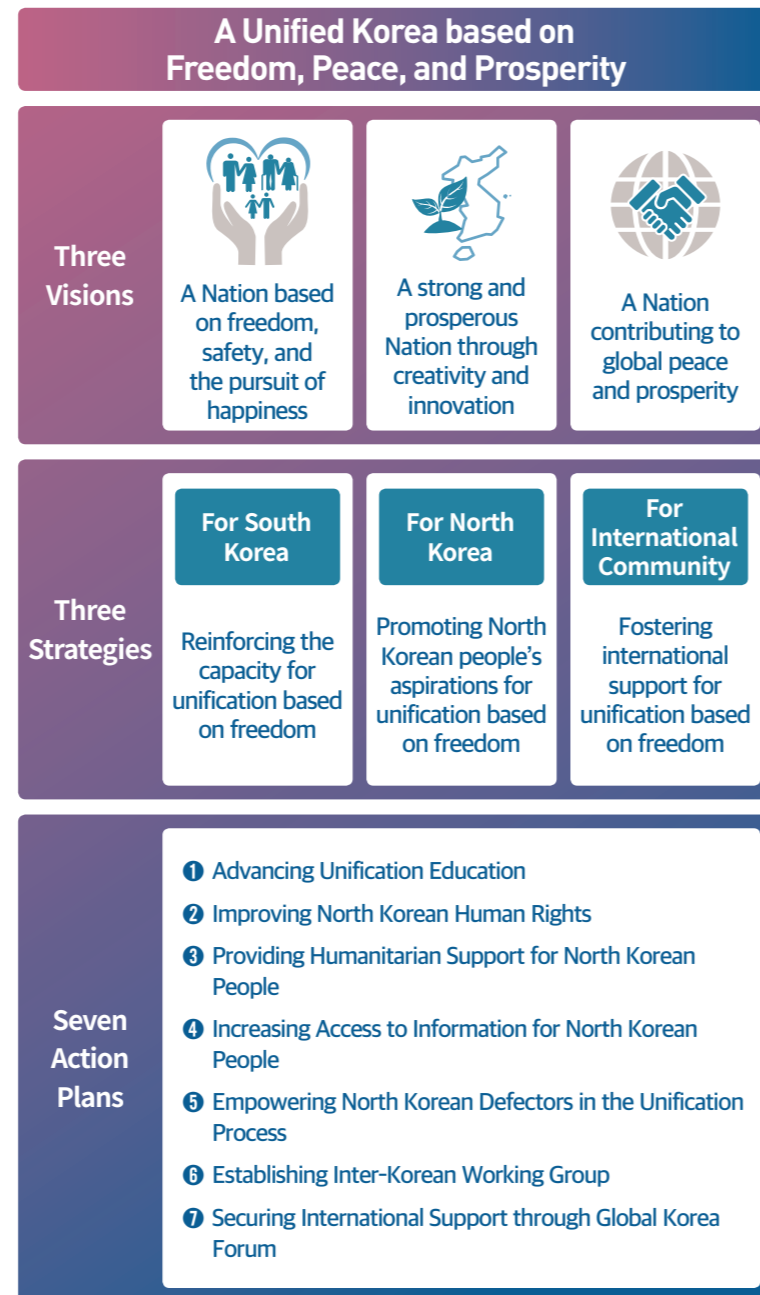 A Unified Korea based on
Freedom, Peace, and Prosperity
Three
Visions
A Nation based
on freedom,
safety, and
the pursuit of
happiness
A strong and
prosperous
Nation through
creativity and
innovation
A Nation
contributing to
global peace
and prosperity
Three
Strategies
For South
Korea
Reinforcing the
capacity for
unification based
on freedom
For North
Korea
Promoting North
Korean people’s
aspirations for
unification based
on freedom
For
International
Community
Fostering
international
support for
unification based
on freedom
Seven
Action
Plans
❶ Advancing Unification Education
❷ Improving North Korean Human Rights
❸ Providing Humanitarian Support for North Korean
People
❹ Increasing Access to Information for North Korean
People
❺ Empowering North Korean Defectors in the Unification
Process
❻ Establishing Inter-Korean Working Group
❼ Securing International Support through Global Korea
Forum